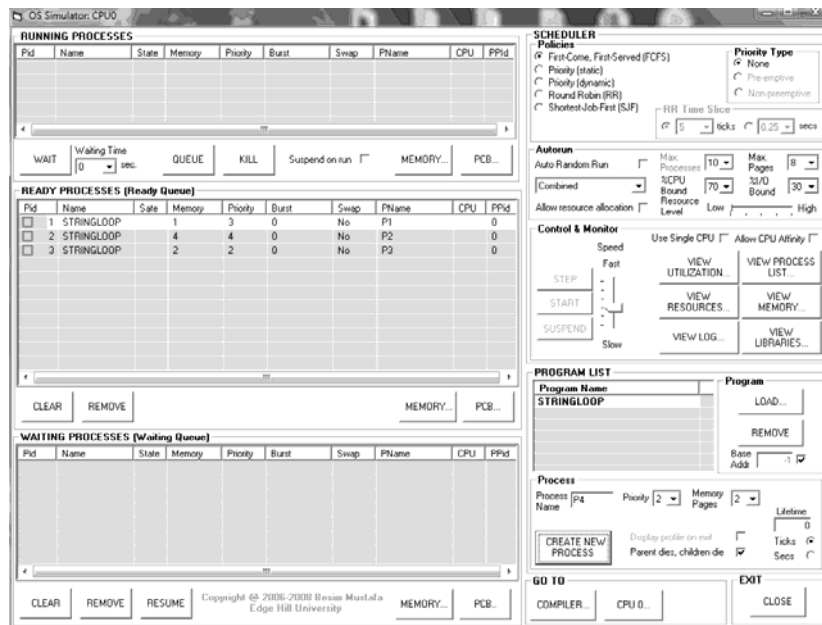 OS Simulator: CPU0
RUNNING PROCESSES
Pid Name State Memory Priority Burst Swap PName CPU PPId
WAIT
Waiting Time
0 sec.
QUEUE
KILL
Suspend on run
MEMORY...
PCB...
READY PROCESSES (Ready Queue)
Pid Name Sate Memory Priority Burst Swap PName CPU PPId
1 STRINGLOOP 1 3 0 No P1 0
2 STRINGLOOP 4 4 0 No P2 0
3 STRINGLOOP 2 2 0 No P3 0
CLEAR
REMOVE
MEMORY...
PCB...
WAITING PROCESSES (Waiting Queue)
Pid Name State Memory Priority Burst Swap PName CPU PPId
CLEAR
REMOVE
RESUME
Copyright @ 2006-2008 Besim Mustafa
Edge Hill University
MEMORY...
PCB...
SCHEDULER
Policies
First-Come, First-Served (FCFS)
Priority (static)
Priority (dynamic)
Round Robin (RR)
Shortest-Job-First (SJF)
Priority Type
None
Pre-emptive
Non-preemptive
RR Time Slice
5 ticks 0.25 secs
Autorun
Auto Random Run
Combined
Allow resource allocation
Max. Processes 10
Max. Pages 8
%CPU Bound 70
%I/O Bound 30
Resource Level Low High
Control & Monitor
Use Single CPU
Allow CPU Affinity
Speed
Fast
Slow
STEP
START
SUSPEND
VIEW UTILIZATION...
VIEW PROCESS LIST...
VIEW RESOURCES...
VIEW MEMORY...
VIEW LOG...
VIEW LIBRARIES...
PROGRAM LIST
Program Name
STRINGLOOP
Program
LOAD...
REMOVE
Base Addr -1
Process
Process Name P4
Priority 2
Memory Pages 2
Lifetime
0
CREATE NEW PROCESS
Display profile on exit
Parent dies, children die
Ticks
Secs
GO TO
COMPILER...
CPU 0...
EXIT
CLOSE